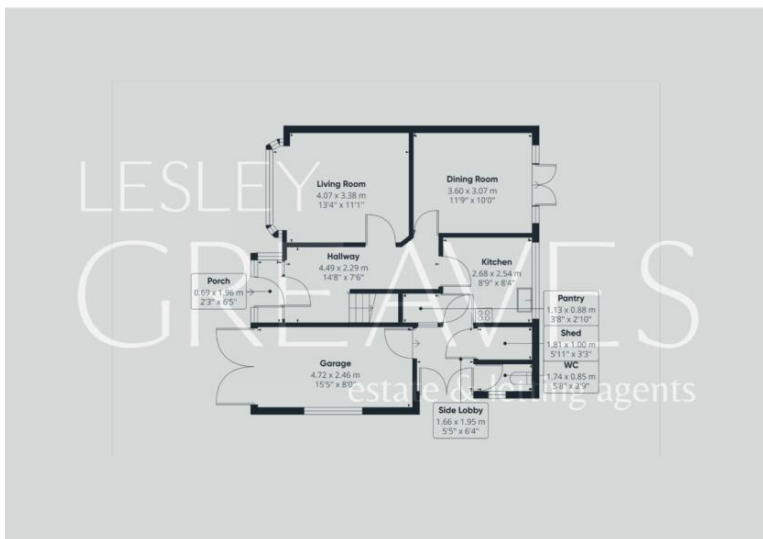 LESLEY
GREAVES
estate & letting agents
Living Room
4.07 x 3.38 m
13'4" x 11'1"
Dining Room
3.60 x 3.07 m
11'9" x 10'0"
Hallway
4.49 x 2.29 m
14'8" x 7'6"
Kitchen
2.68 x 2.54 m
8'9" x 8'4"
Porch
0.69 x 1.96 m
2'3" x 6'5"
Pantry
1.13 x 0.88 m
3'8" x 2'10"
Shed
1.81 x 1.00 m
5'11" x 3'3"
WC
1.74 x 0.85 m
5'8" x 2'9"
Garage
4.72 x 2.46 m
15'5" x 8'0"
Side Lobby
1.66 x 1.95 m
5'5" x 6'4"